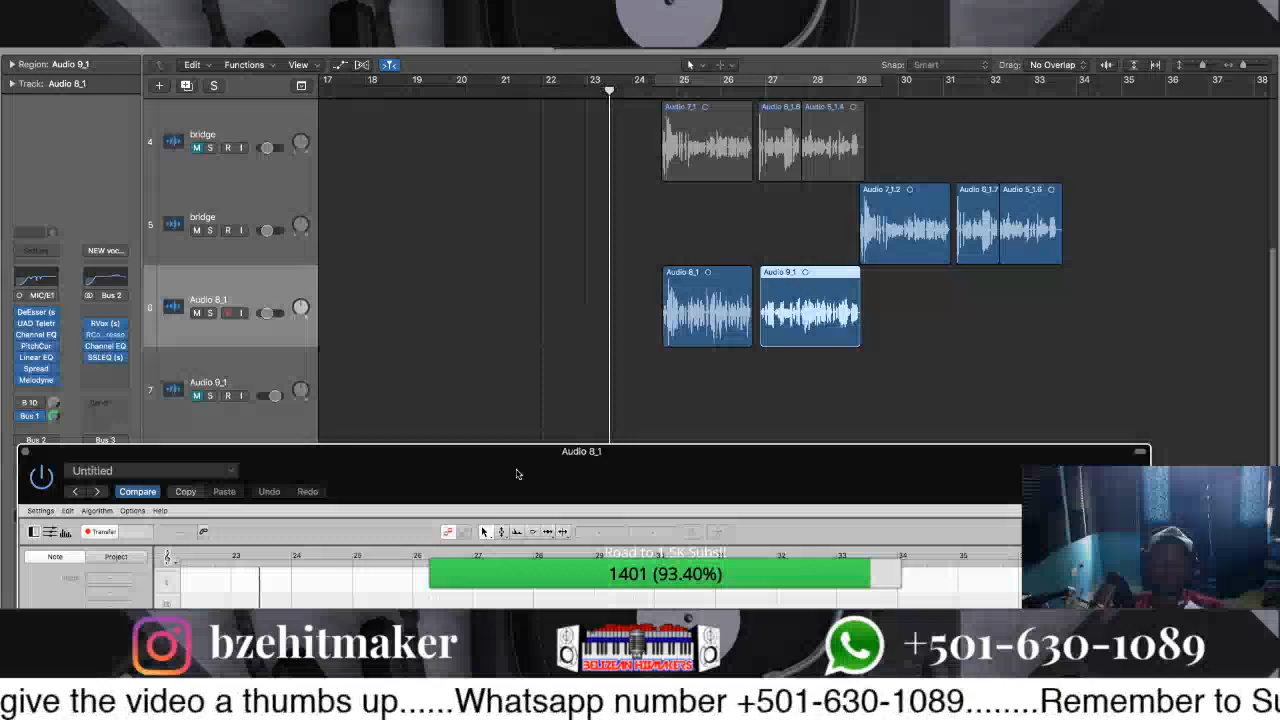 Region: Audio 9_1
Edit Functions View
Snap: Smart Drag: No Overlap
Track: Audio 8_1
S
17 18 19 20 21 22 23 25 26 27 28 30 31 32 33 34 35 36 37 38
4 bridge
M S R I
Audio 7_1 Audio 6_1.6 Audio 5_1.4
5 bridge
M S R I
Audio 7_1.2 Audio 6_1.7 Audio 5_1.6
NEW voc...
MIC/E1 Bus 2
Audio 8_1
M S R I
Audio 8_1 Audio 9_1
DeEsser (s
UAD Teletr RVox (s)
Channel EQ
PitchCor Channel EQ
Linear EQ SSLEQ (s)
Spread
Melodyne
7 Audio 9_1
M S R I
B 10
Bus 1
Bus 2 Bus 3
Audio 8_1
Untitled
Compare Copy Paste Undo Redo
Settings Edit Algorithm Options Help
Transfer
Note Project
23 24 25 26 27 28 29 31 32 33 34 35
Road to 1.5K Subs!!
1401 (93.40%)
bzehitmaker
BELIZEAN HITMAKERS
+501-630-1089
give the video a thumbs up......Whatsapp number +501-630-1089........Remember to Su